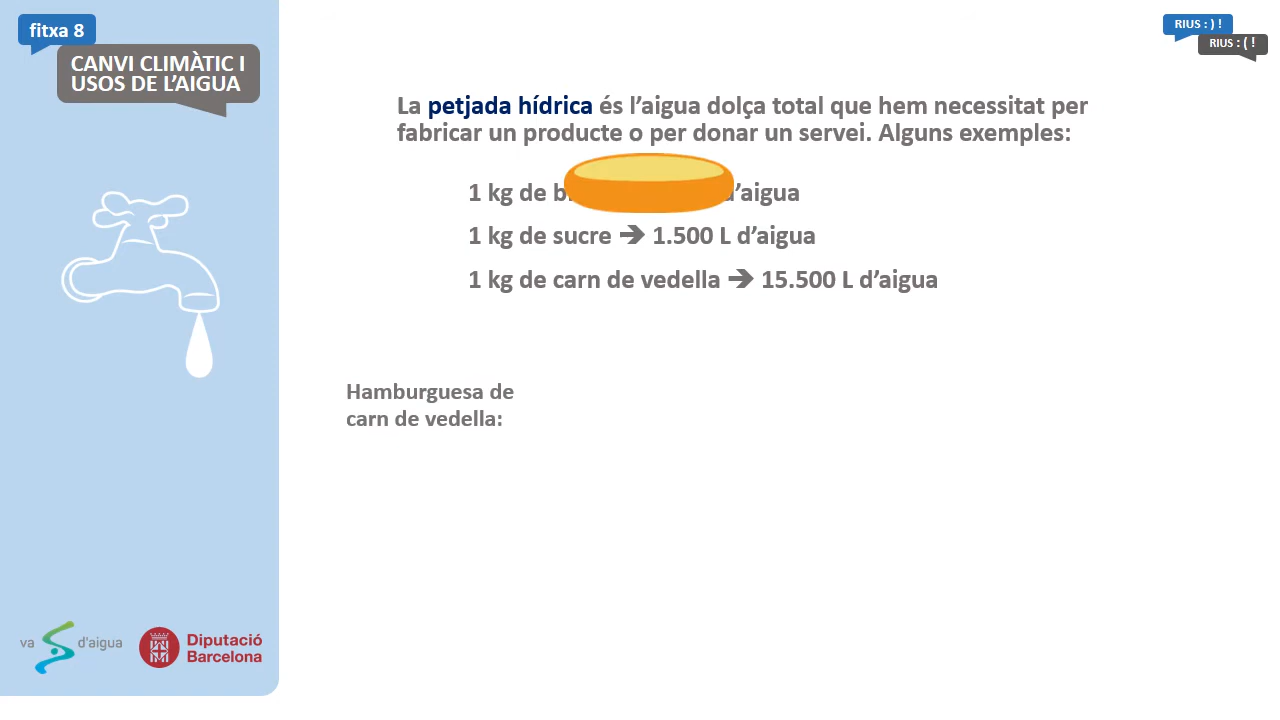 fitxa 8
CANVI CLIMÀTIC I
USOS DE L’AIGUA
RIUS : ) !
RIUS : ( !
La petjada hídrica és l’aigua dolça total que hem necessitat per
fabricar un producte o per donar un servei. Alguns exemples:
1 kg de d’aigua
1 kg de sucre ➔ 1.500 L d’aigua
1 kg de carn de vedella ➔ 15.500 L d’aigua
Hamburguesa de
carn de vedella:
va d'aigua
Diputació
Barcelona